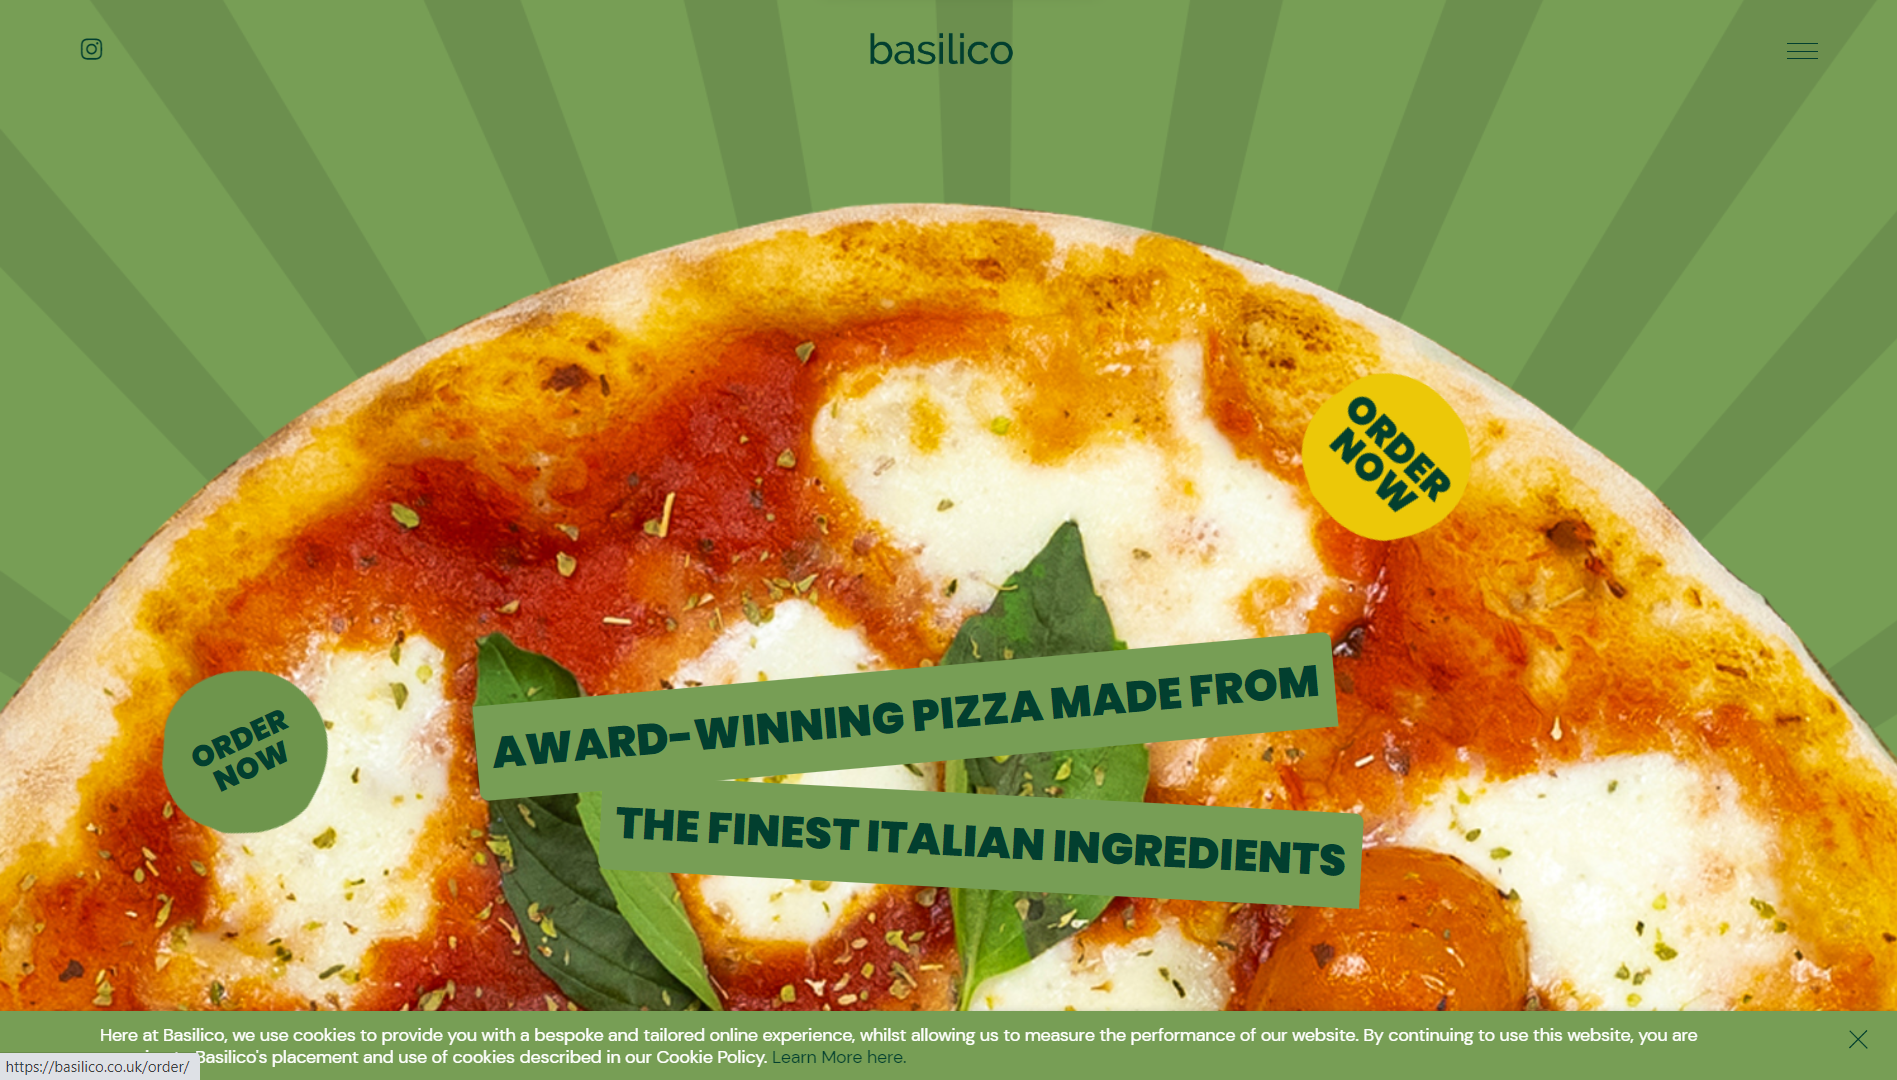 basilico
ORDER
NOW
ORDER
NOW
AWARD-WINNING PIZZA MADE FROM
THE FINEST ITALIAN INGREDIENTS
Here at Basilico, we use cookies to provide you with a bespoke and tailored online experience, whilst allowing us to measure the performance of our website. By continuing to use this website, you are
Basilico's placement and use of cookies described in our Cookie Policy. Learn More here.
https://basilico.co.uk/order/